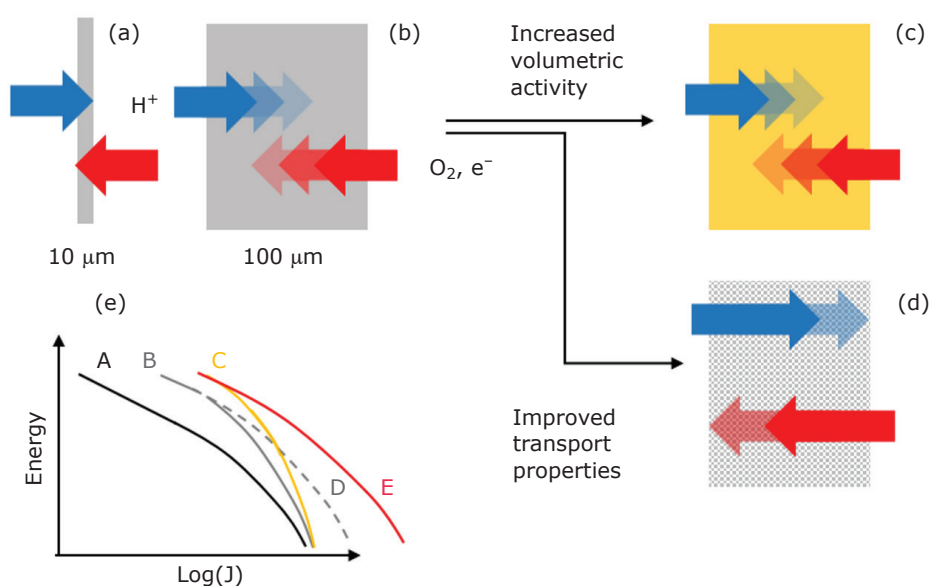 (a)
(b)
(c)
Increased
volumetric
activity
H⁺
O₂, e⁻
10 μm
100 μm
(d)
Improved
transport
properties
(e)
A
B
C
D
E
Energy
Log(J)